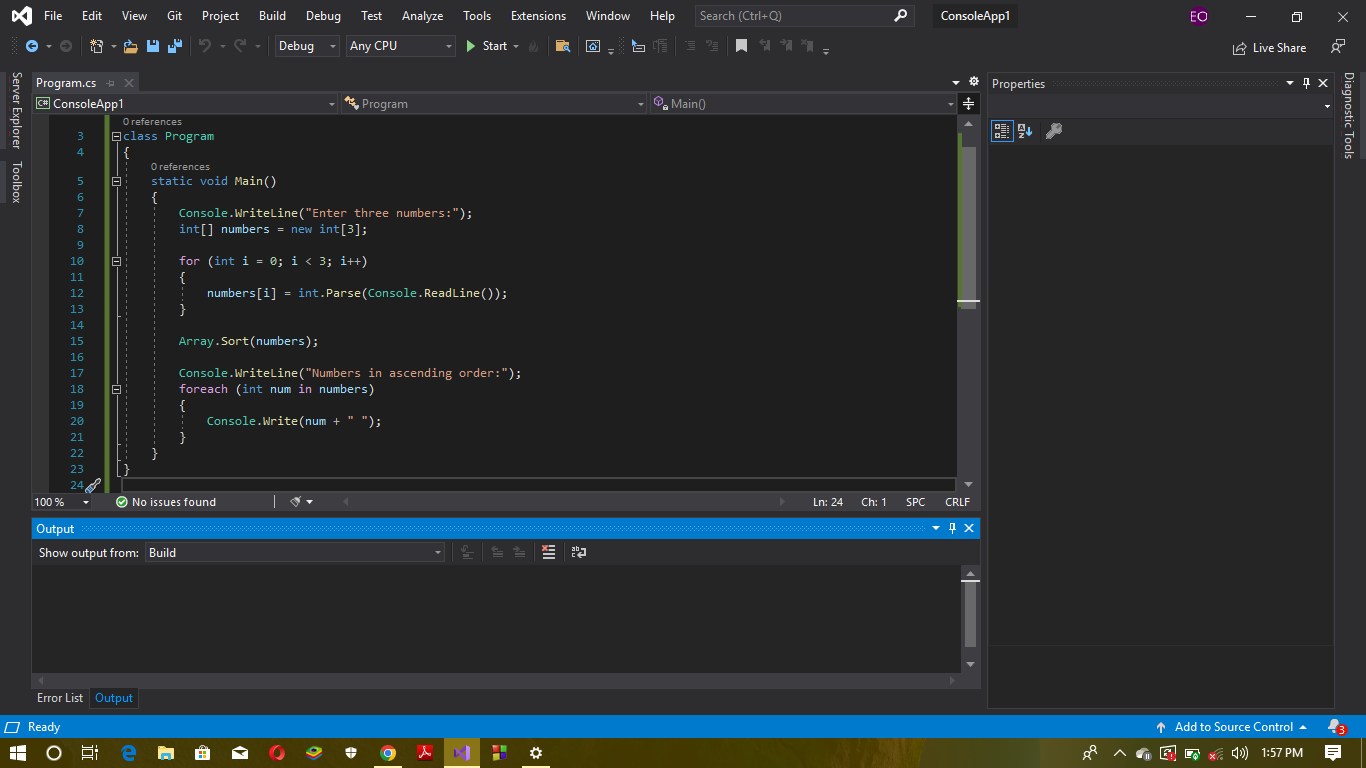 File Edit View Git Project Build Debug Test Analyze Tools Extensions Window Help Search (Ctrl+Q) ConsoleApp1 EO
Debug Any CPU Start Live Share
Server Explorer
Toolbox
Program.cs
ConsoleApp1 Program Main()
0 references
3 class Program
4 {
0 references
5 static void Main()
6 {
7 Console.WriteLine("Enter three numbers:");
8 int[] numbers = new int[3];
9
10 for (int i = 0; i < 3; i++)
11 {
12 numbers[i] = int.Parse(Console.ReadLine());
13 }
14
15 Array.Sort(numbers);
16
17 Console.WriteLine("Numbers in ascending order:");
18 foreach (int num in numbers)
19 {
20 Console.Write(num + " ");
21 }
22 }
23 }
24
100 % No issues found Ln: 24 Ch: 1 SPC CRLF
Output
Show output from: Build
Error List Output
Properties
Diagnostic Tools
Ready Add to Source Control 3
1:57 PM